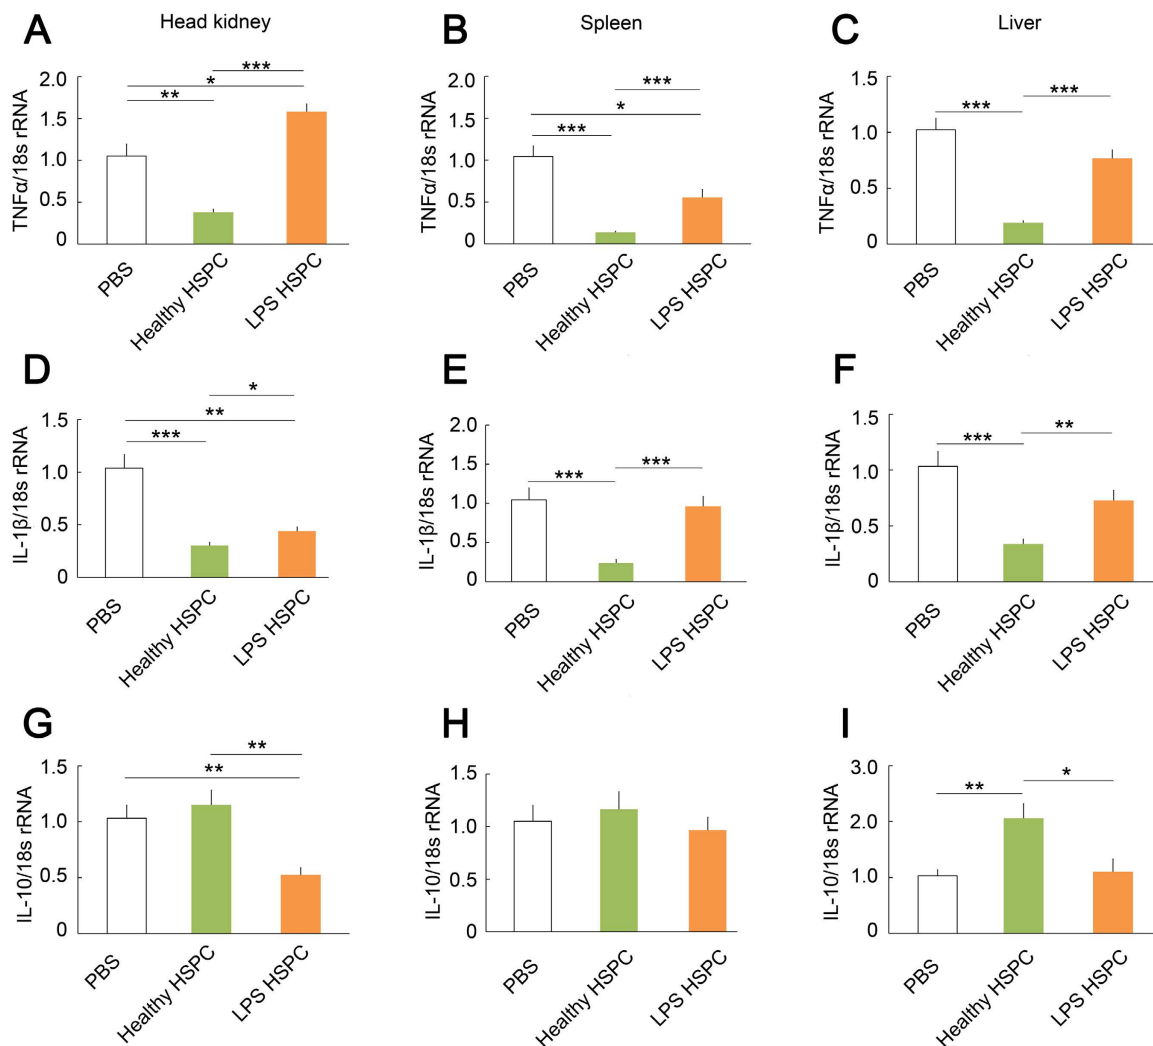 A Head kidney
TNFα/18s rRNA
2.0
1.5
1.0
0.5
0
***
*
**
PBS
Healthy HSPC
LPS HSPC
B Spleen
TNFα/18s rRNA
2.0
1.5
1.0
0.5
0
***
*
***
PBS
Healthy HSPC
LPS HSPC
C Liver
TNFα/18s rRNA
1.5
1.0
0.5
0
***
***
PBS
Healthy HSPC
LPS HSPC
D
IL-1β/18s rRNA
1.5
1.0
0.5
0
*
**
***
PBS
Healthy HSPC
LPS HSPC
E
IL-1β/18s rRNA
2.0
1.5
1.0
0.5
0
***
***
PBS
Healthy HSPC
LPS HSPC
F
IL-1β/18s rRNA
1.5
1.0
0.5
0
***
**
PBS
Healthy HSPC
LPS HSPC
G
IL-10/18s rRNA
1.5
1.0
0.5
0
**
**
PBS
Healthy HSPC
LPS HSPC
H
IL-10/18s rRNA
1.5
1.0
0.5
0
PBS
Healthy HSPC
LPS HSPC
I
IL-10/18s rRNA
3.0
2.0
1.0
0
**
*
PBS
Healthy HSPC
LPS HSPC